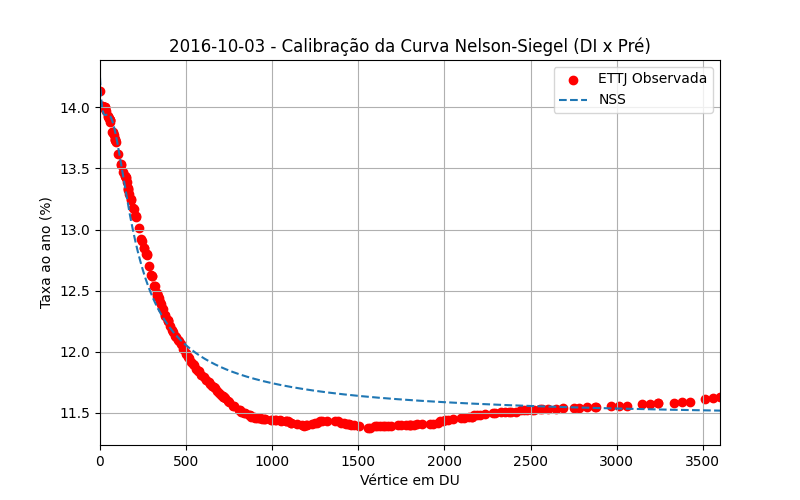 2016-10-03 - Calibração da Curva Nelson-Siegel (DI x Pré)
ETTJ Observada
NSS
Taxa ao ano (%)
14.0
13.5
13.0
12.5
12.0
11.5
0 500 1000 1500 2000 2500 3000 3500
Vértice em DU